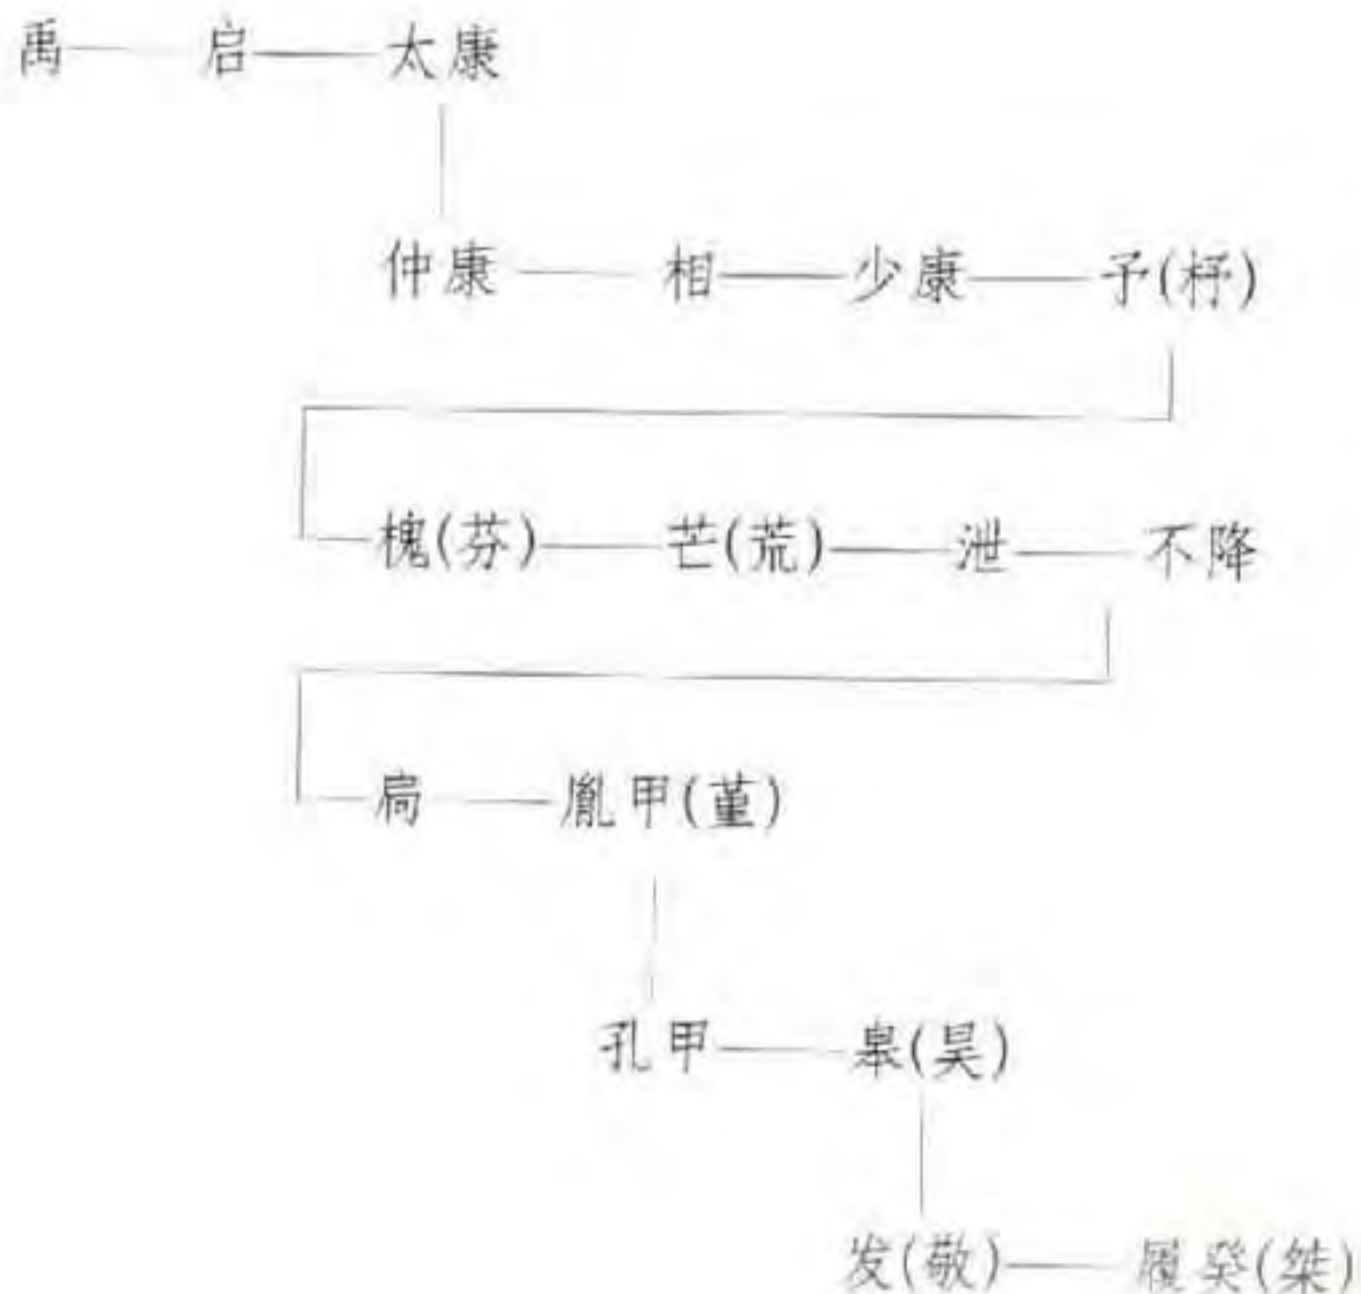 禹 启 太康
仲康 相 少康 予(杼)
槐(芬) 芒(荒) 泄 不降
扃 胤甲(堇)
孔甲 皋(昊)
发(敬) 履癸(桀)